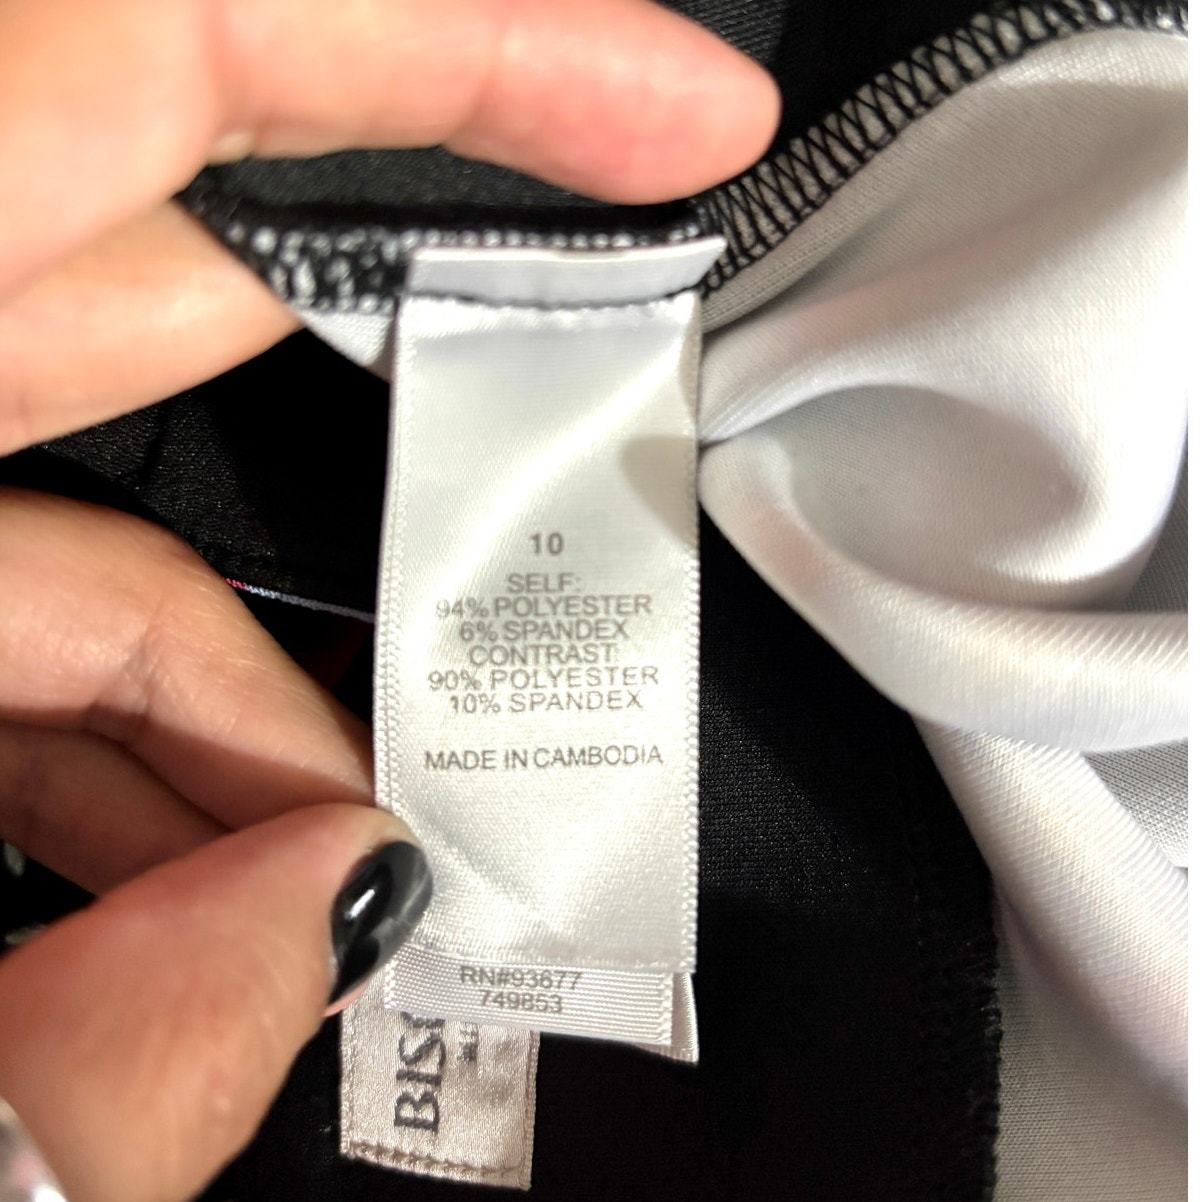 10
SELF:
94% POLYESTER
6% SPANDEX
CONTRAST:
90% POLYESTER
10% SPANDEX
MADE IN CAMBODIA
RN#93677
749853